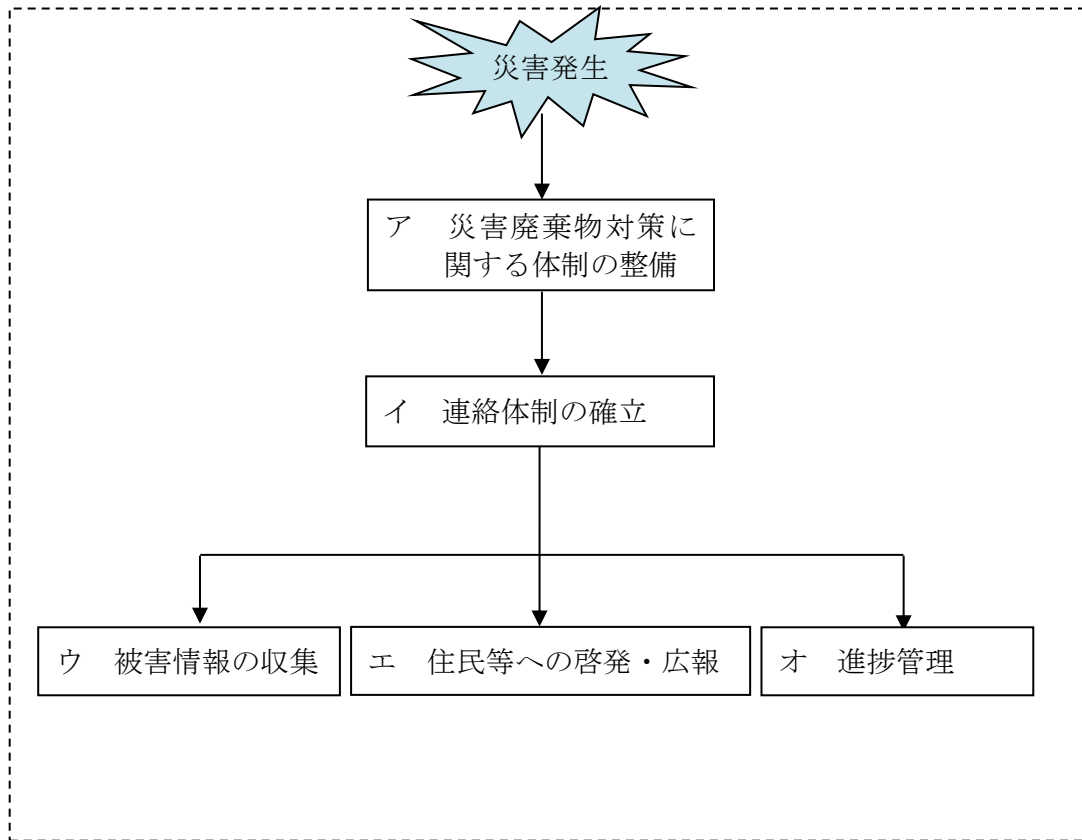 災害発生
ア　災害廃棄物対策に
関する体制の整備
イ　連絡体制の確立
ウ　被害情報の収集
エ　住民等への啓発・広報
オ　進捗管理